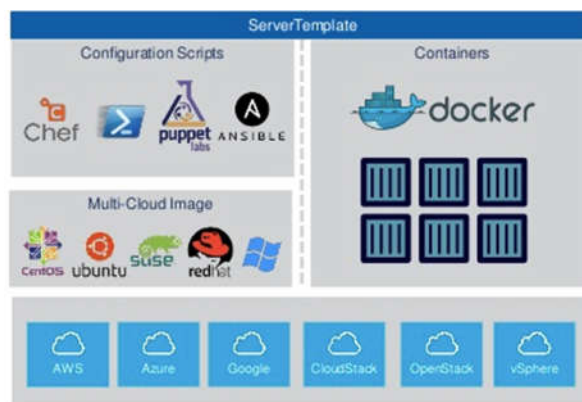 ServerTemplate
Configuration Scripts
Containers
Chef
puppet
labs
ANSIBLE
docker
Multi-Cloud Image
CentOS
ubuntu
suse
redhat
AWS
Azure
Google
CloudStack
OpenStack
vSphere